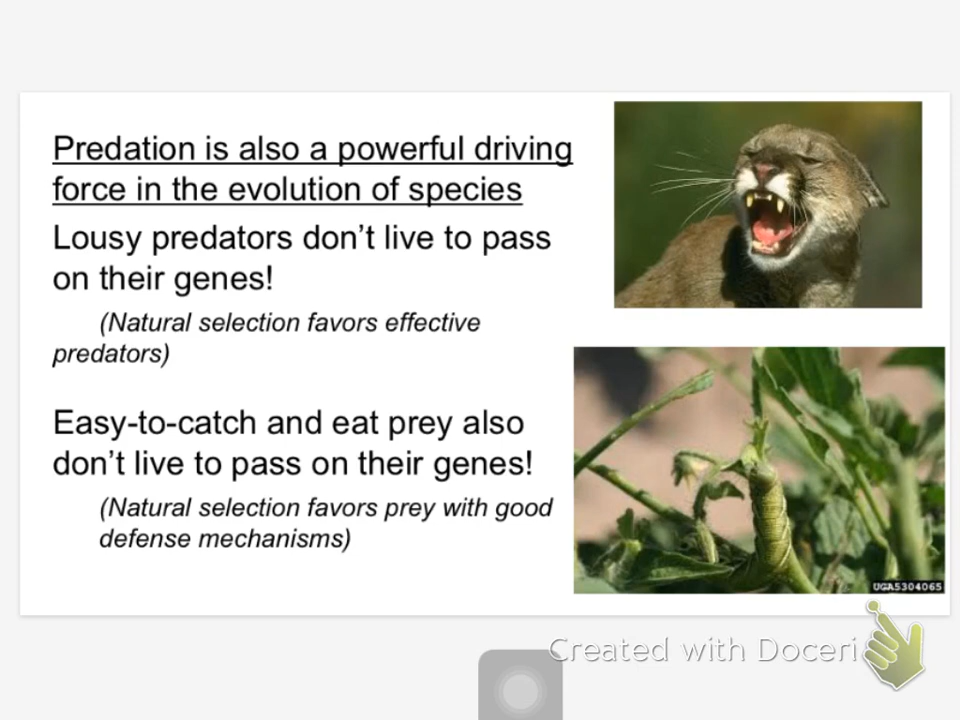 Predation is also a powerful driving
force in the evolution of species
Lousy predators don’t live to pass
on their genes!
(Natural selection favors effective
predators)
Easy-to-catch and eat prey also
don’t live to pass on their genes!
(Natural selection favors prey with good
defense mechanisms)
UGA5304065
Created with Doceri